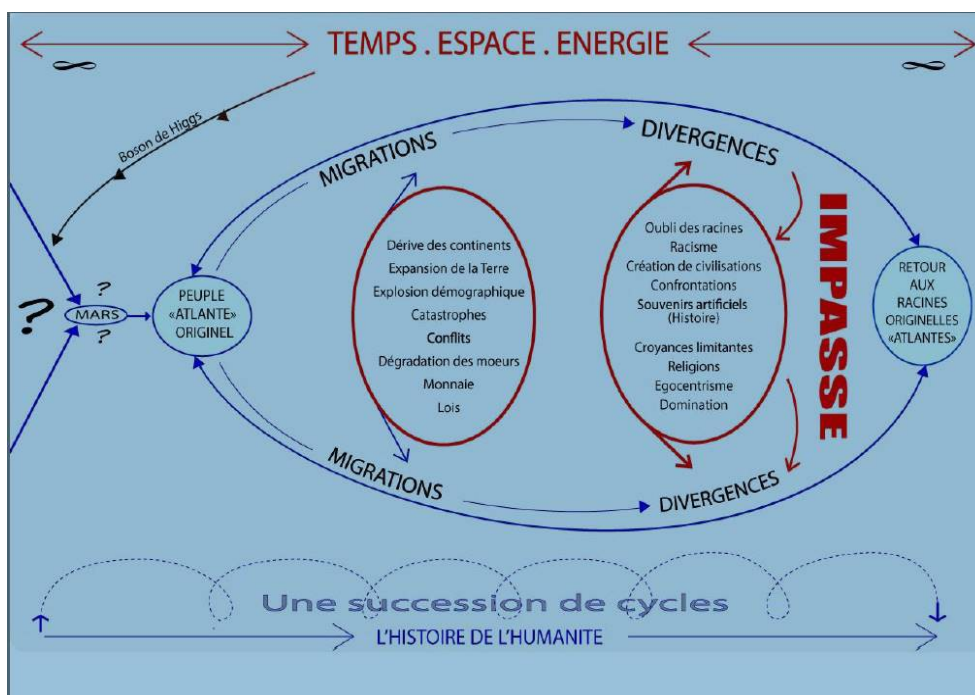 TEMPS . ESPACE . ENERGIE
∞
∞
Boson de Higgs
MIGRATIONS
DIVERGENCES
Dérive des continents
Expansion de la Terre
Explosion démographique
Catastrophes
Conflits
Dégradation des moeurs
Monnaie
Lois
Oubli des racines
Racisme
Création de civilisations
Confrontations
Souvenirs artificiels
(Histoire)
Croyances limitantes
Religions
Egocentrisme
Domination
IMPASSE
?
?
MARS
?
PEUPLE
«ATLANTE»
ORIGINEL
RETOUR
AUX
RACINES
ORIGINELLES
«ATLANTES»
MIGRATIONS
DIVERGENCES
Une succession de cycles
L'HISTOIRE DE L'HUMANITE